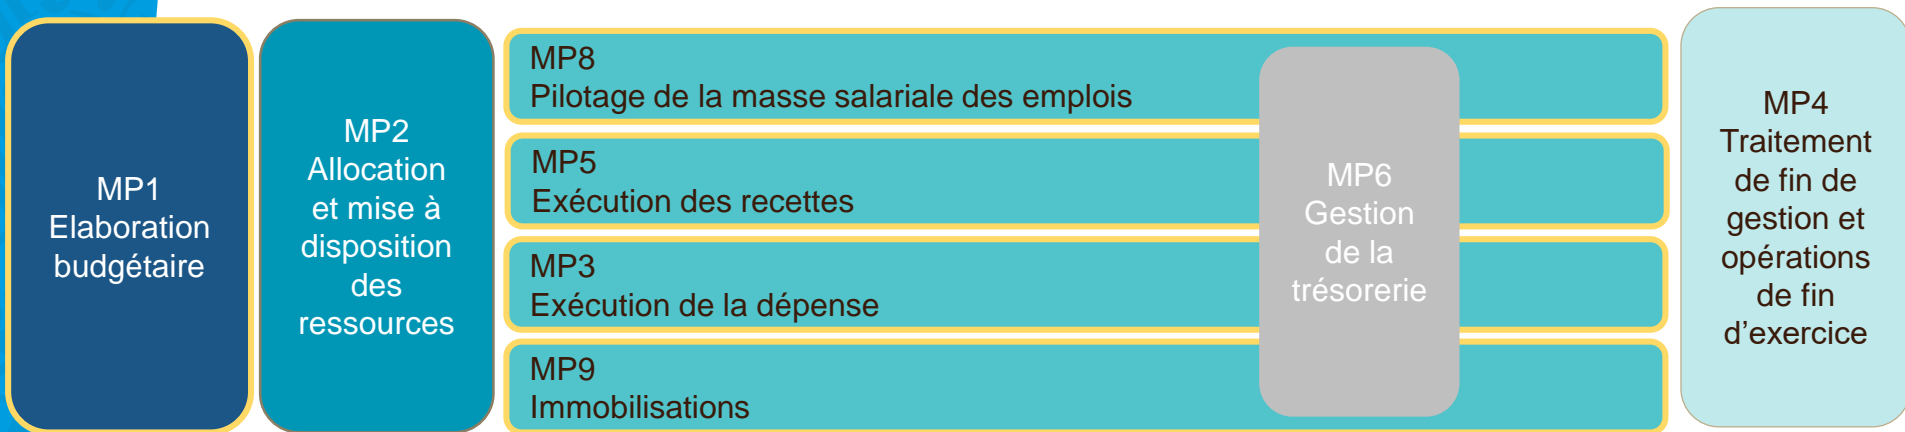 MP1
Elaboration
budgétaire
MP2
Allocation
et mise à
disposition
des
ressources
MP8
Pilotage de la masse salariale des emplois
MP5
Exécution des recettes
MP3
Exécution de la dépense
MP9
Immobilisations
MP6
Gestion
de la
trésorerie
MP4
Traitement
de fin de
gestion et
opérations
de fin
d’exercice